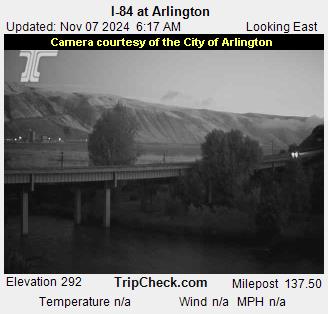 I-84 at Arlington
Updated: Nov 07 2024 6:17 AM Looking East
Camera courtesy of the City of Arlington
Elevation 292 TripCheck.com Milepost 137.50
Temperature n/a Wind n/a MPH n/a